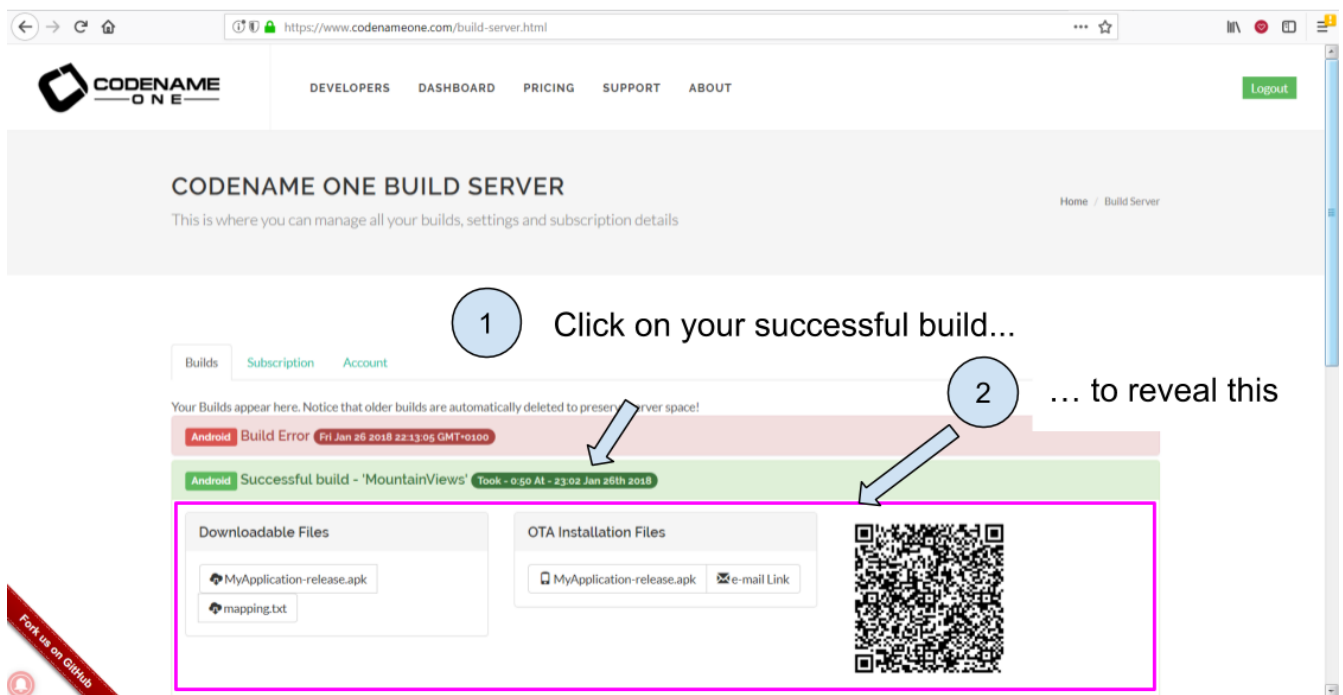 https://www.codenameone.com/build-server.html
CODENAME
ONE
DEVELOPERS DASHBOARD PRICING SUPPORT ABOUT
Logout
CODENAME ONE BUILD SERVER
This is where you can manage all your builds, settings and subscription details
Home / Build Server
1 Click on your successful build...
Builds Subscription Account
2 … to reveal this
Your Builds appear here. Notice that older builds are automatically deleted to preserve server space!
Android Build Error Fri Jan 26 2018 22:13:05 GMT+0100
Android Successful build - 'MountainViews' Took - 0:50 At - 23:02 Jan 26th 2018
Downloadable Files
OTA Installation Files
MyApplication-release.apk
MyApplication-release.apk e-mail Link
mapping.txt
Fork us on GitHub